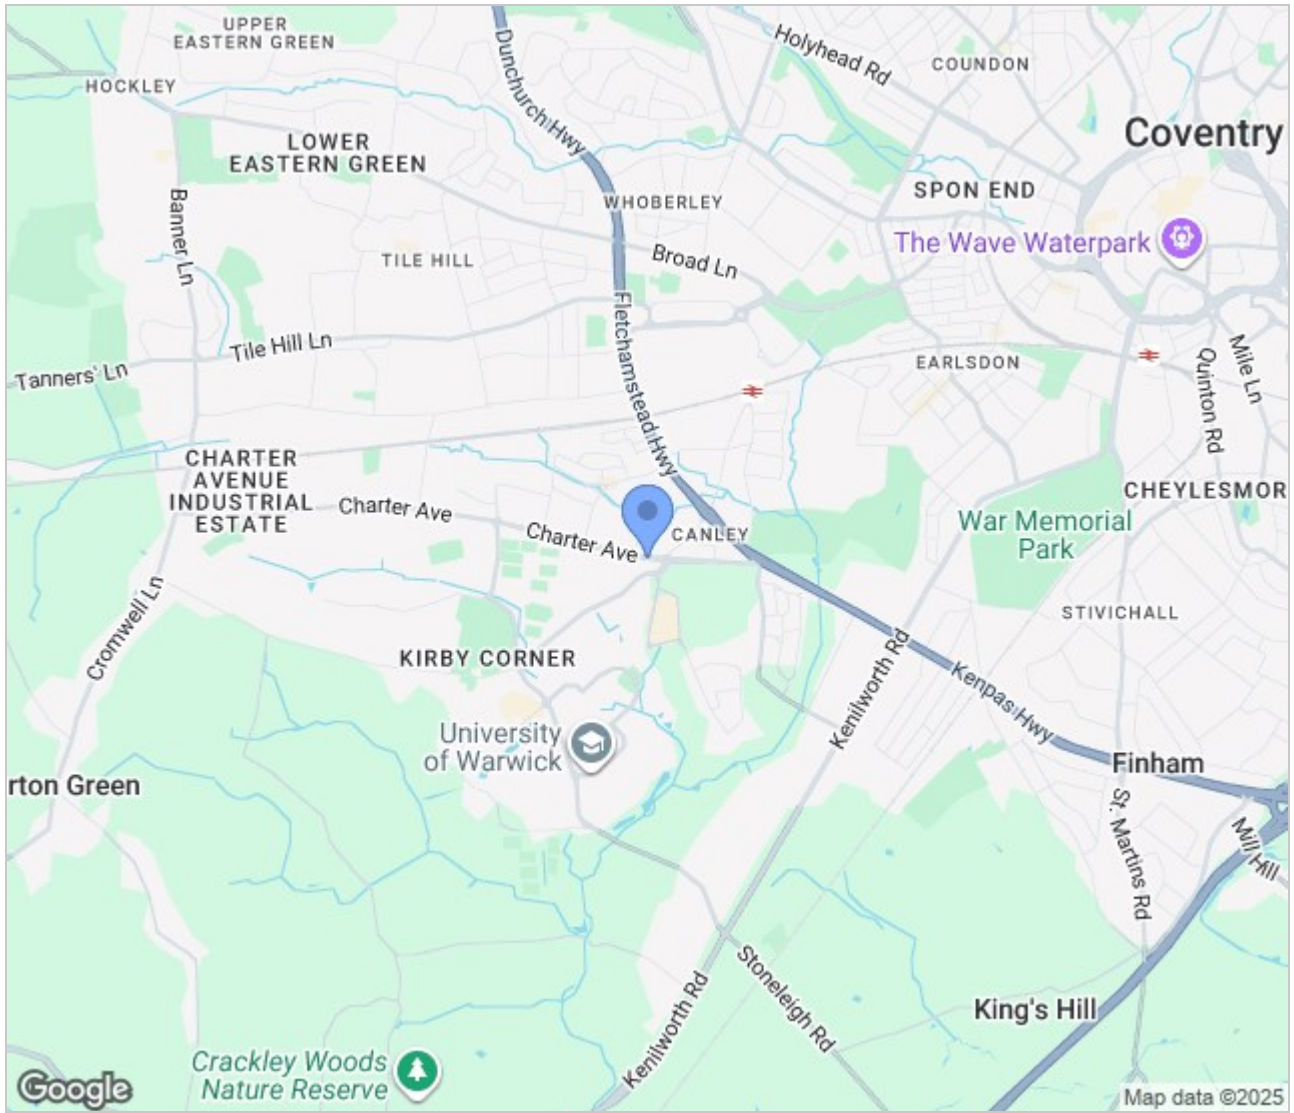 UPPER
EASTERN GREEN
HOCKLEY
Dunchurch Hwy
Holyhead Rd
COUNDON
Coventry
LOWER
EASTERN GREEN
WHOBERLEY
SPON END
Banner Ln
The Wave Waterpark
TILE HILL
Broad Ln
Fletchamstead Hwy
Tile Hill Ln
Tanners' Ln
EARLSDON
Quinton Rd
Mile Ln
CHARTER
AVENUE
INDUSTRIAL
ESTATE
Charter Ave
Charter Ave
CANLEY
CHEYLESMOR
War Memorial
Park
STIVICHALL
Cromwell Ln
KIRBY CORNER
Kenilworth Rd
Kenpas Hwy
University
of Warwick
Finham
rton Green
St. Martins Rd
Mill Hill
Stoneleigh Rd
Kenilworth Rd
King's Hill
Crackley Woods
Nature Reserve
Google
Map data ©2025